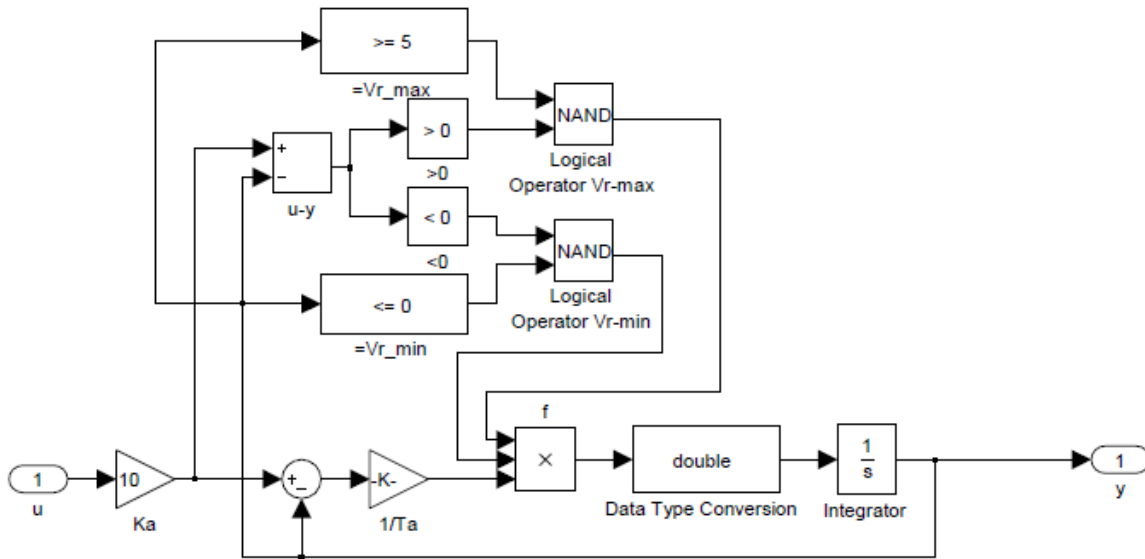 >= 5
=Vr_max
NAND
> 0
+
−
>0
Logical
Operator Vr-max
u-y
< 0
NAND
<0
<= 0
Logical
Operator Vr-min
=Vr_min
f
1
u
10
Ka
+
−
-K-
1/Ta
×
double
Data Type Conversion
1
s
Integrator
1
y